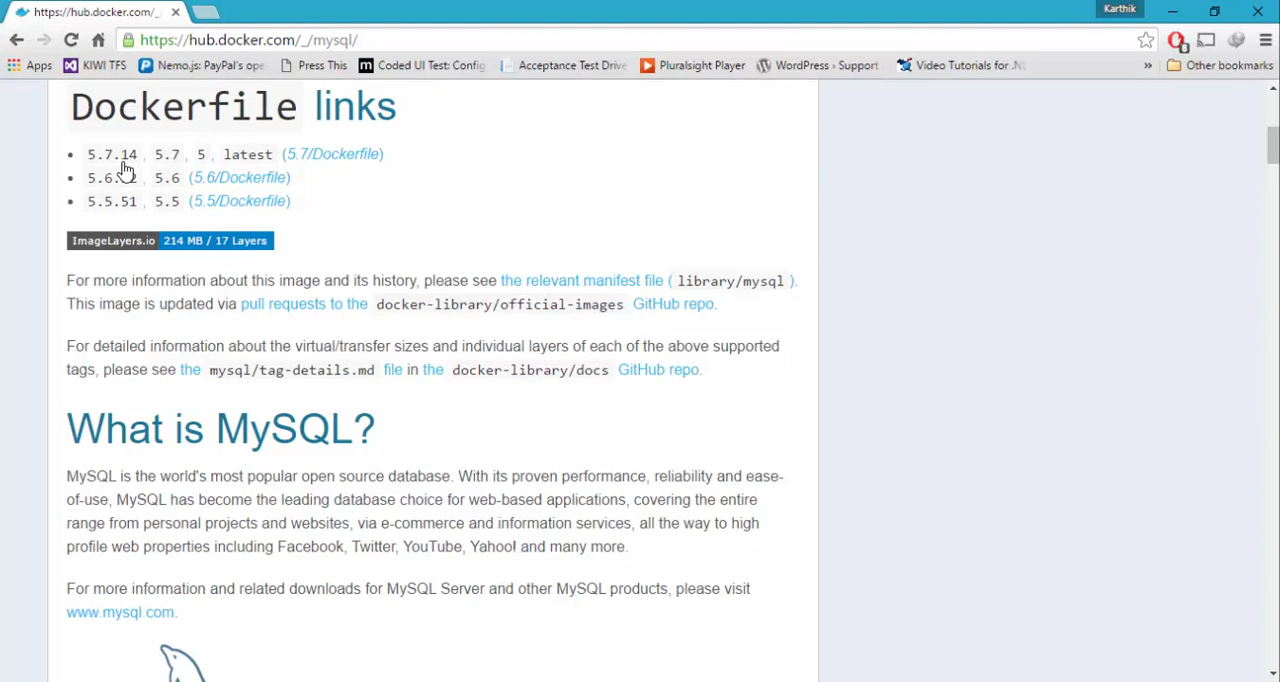 https://hub.docker.com/_
Karthik
https://hub.docker.com/_/mysql/
Apps KIWI TFS Nemo.js: PayPal's ope Press This Coded UI Test: Config Acceptance Test Drive Pluralsight Player WordPress › Support Video Tutorials for .N » Other bookmarks
Dockerfile links
5.7.14, 5.7, 5, latest (5.7/Dockerfile)
, 5.6 (5.6/Dockerfile)
5.5.51, 5.5 (5.5/Dockerfile)
ImageLayers.io 214 MB / 17 Layers
For more information about this image and its history, please see the relevant manifest file ( library/mysql ).
This image is updated via pull requests to the docker-library/official-images GitHub repo.
For detailed information about the virtual/transfer sizes and individual layers of each of the above supported
tags, please see the mysql/tag-details.md file in the docker-library/docs GitHub repo.
What is MySQL?
MySQL is the world's most popular open source database. With its proven performance, reliability and ease-
of-use, MySQL has become the leading database choice for web-based applications, covering the entire
range from personal projects and websites, via e-commerce and information services, all the way to high
profile web properties including Facebook, Twitter, YouTube, Yahoo! and many more.
For more information and related downloads for MySQL Server and other MySQL products, please visit
www.mysql.com.